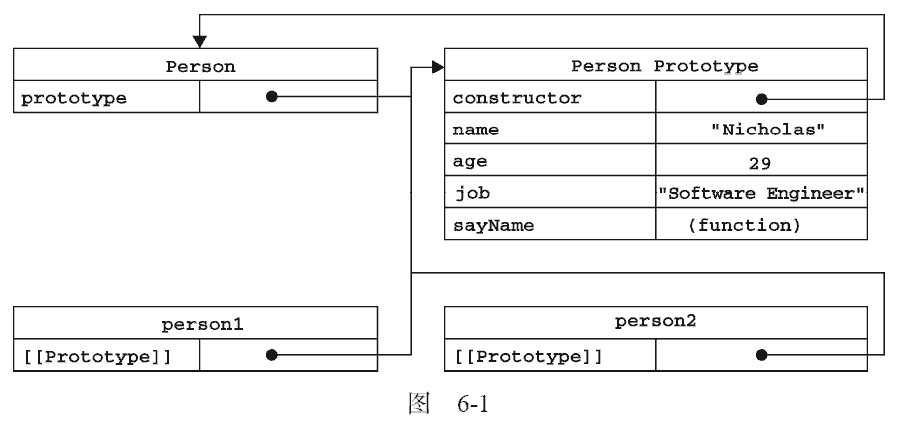 Person
prototype
Person Prototype
constructor
name "Nicholas"
age 29
job "Software Engineer"
sayName (function)
person1
[[Prototype]]
person2
[[Prototype]]
图 6-1